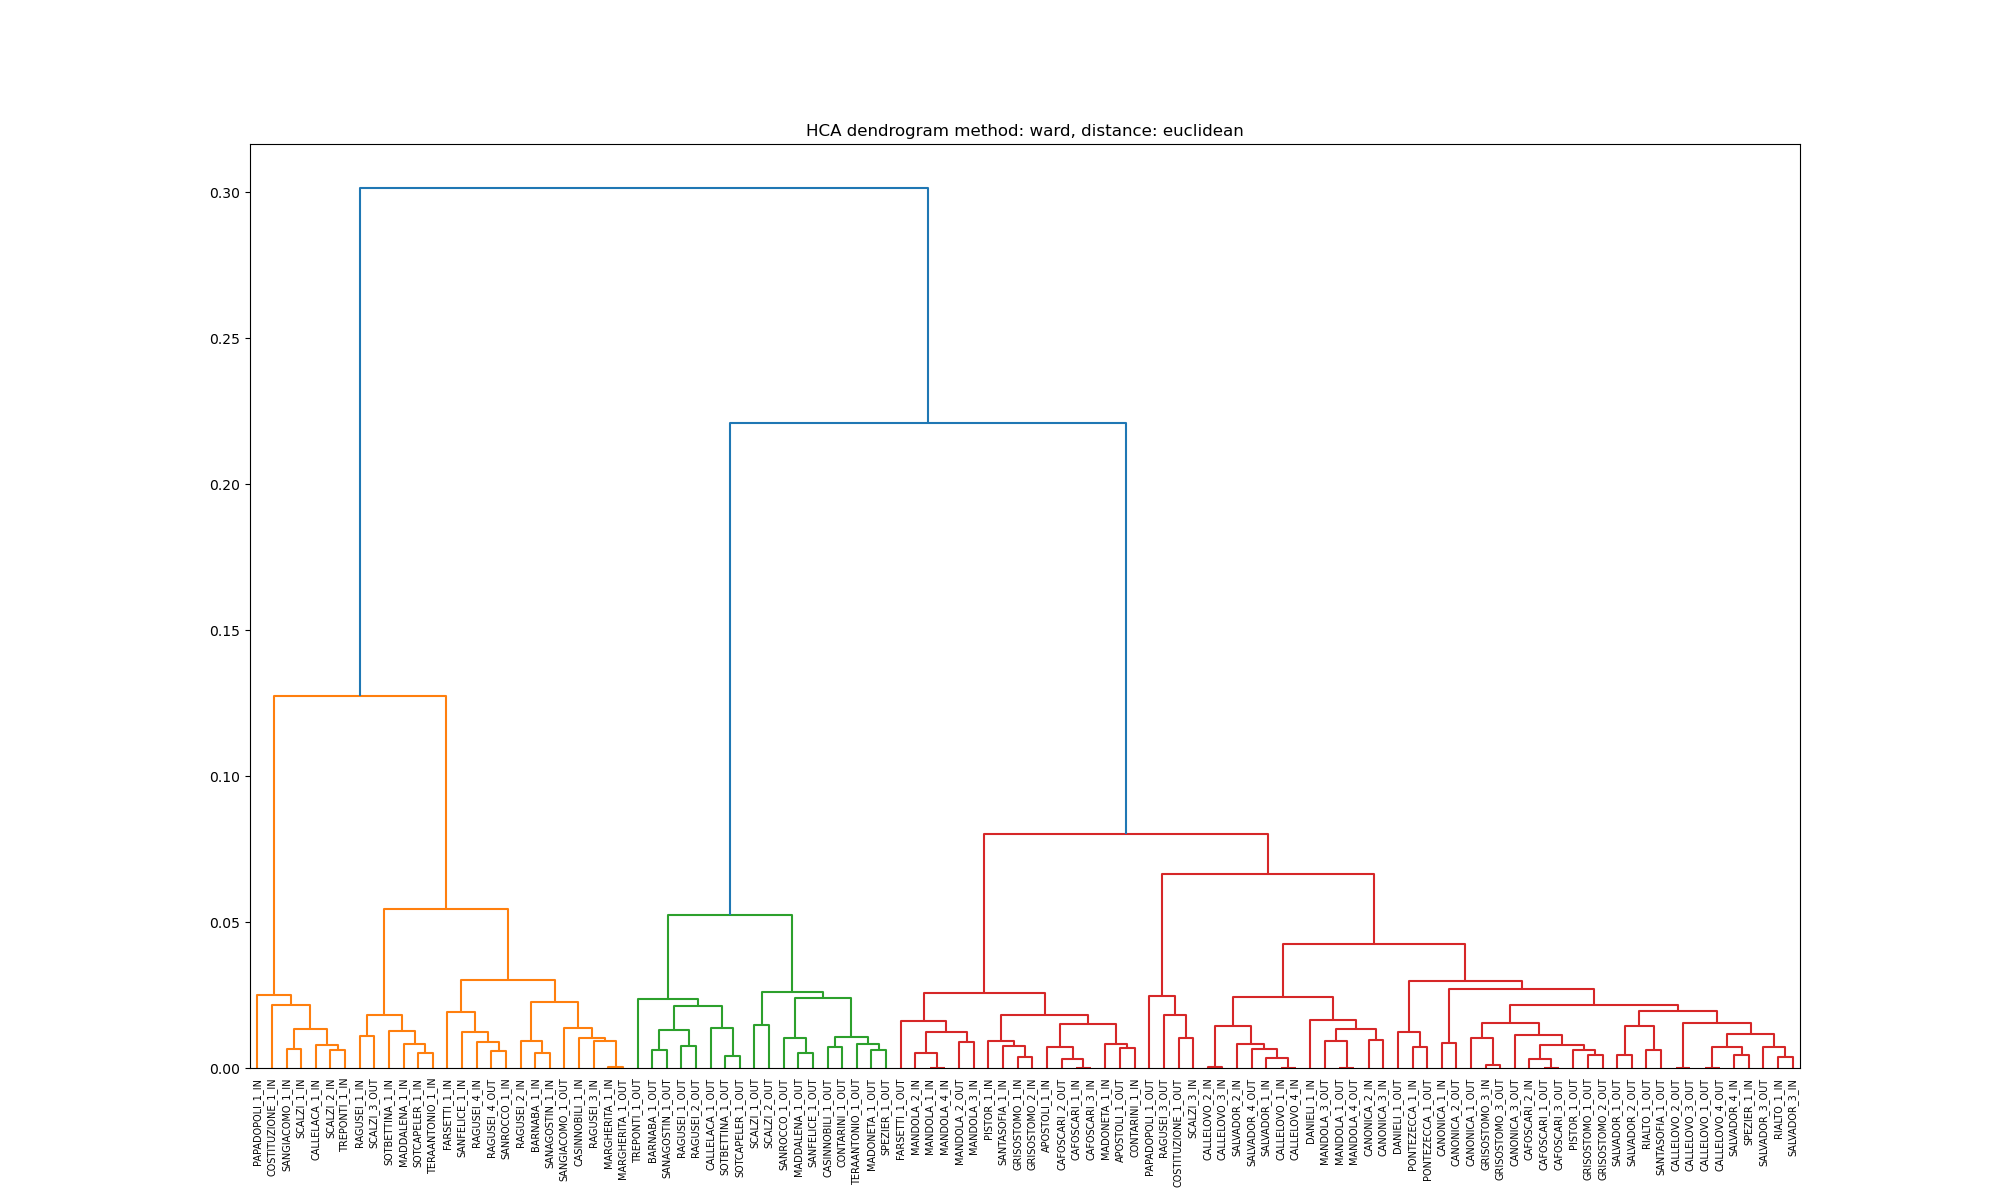 HCA dendrogram method: ward, distance: euclidean
0.30
0.25
0.20
0.15
0.10
0.05
0.00
PAPADOPOLI_1_IN
COSTITUZIONE_1_IN
SANGIACOMO_1_IN
SCALZI_1_IN
CALLELACA_1_IN
SCALZI_2_IN
TREPONTI_1_IN
RAGUSEI_1_IN
SCALZI_3_OUT
SOTBETTINA_1_IN
MADDALENA_1_IN
SOTCAPELER_1_IN
TERAANTONIO_1_IN
FARSETTI_1_IN
SANFELICE_1_IN
RAGUSEI_4_IN
RAGUSEI_4_OUT
SANROCCO_1_IN
RAGUSEI_2_IN
BARNABA_1_IN
SANAGOSTIN_1_IN
SANGIACOMO_1_OUT
CASINNOBILI_1_IN
RAGUSEI_3_IN
MARGHERITA_1_IN
MARGHERITA_1_OUT
TREPONTI_1_OUT
BARNABA_1_OUT
SANAGOSTIN_1_OUT
RAGUSEI_1_OUT
RAGUSEI_2_OUT
CALLELACA_1_OUT
SOTBETTINA_1_OUT
SOTCAPELER_1_OUT
SCALZI_1_OUT
SCALZI_2_OUT
SANROCCO_1_OUT
MADDALENA_1_OUT
SANFELICE_1_OUT
CASINNOBILI_1_OUT
CONTARINI_1_OUT
TERAANTONIO_1_OUT
MADONETA_1_OUT
SPEZIER_1_OUT
FARSETTI_1_OUT
MANDOLA_2_IN
MANDOLA_1_IN
MANDOLA_4_IN
MANDOLA_2_OUT
MANDOLA_3_IN
PISTOR_1_IN
SANTASOFIA_1_IN
GRISOSTOMO_1_IN
GRISOSTOMO_2_IN
APOSTOLI_1_IN
CAFOSCARI_2_OUT
CAFOSCARI_1_IN
CAFOSCARI_3_IN
MADONETA_1_IN
APOSTOLI_1_OUT
CONTARINI_1_IN
PAPADOPOLI_1_OUT
RAGUSEI_3_OUT
COSTITUZIONE_1_OUT
SCALZI_3_IN
CALLELOVO_2_IN
CALLELOVO_3_IN
SALVADOR_2_IN
SALVADOR_4_OUT
SALVADOR_1_IN
CALLELOVO_1_IN
CALLELOVO_4_IN
DANIELI_1_IN
MANDOLA_3_OUT
MANDOLA_1_OUT
MANDOLA_4_OUT
CANONICA_2_IN
CANONICA_3_IN
DANIELI_1_OUT
PONTEZECCA_1_IN
PONTEZECCA_1_OUT
CANONICA_1_IN
CANONICA_2_OUT
CANONICA_1_OUT
GRISOSTOMO_3_IN
GRISOSTOMO_3_OUT
CANONICA_3_OUT
CAFOSCARI_2_IN
CAFOSCARI_1_OUT
CAFOSCARI_3_OUT
PISTOR_1_OUT
GRISOSTOMO_1_OUT
GRISOSTOMO_2_OUT
SALVADOR_1_OUT
SALVADOR_2_OUT
RIALTO_1_OUT
SANTASOFIA_1_OUT
CALLELOVO_2_OUT
CALLELOVO_3_OUT
CALLELOVO_1_OUT
CALLELOVO_4_OUT
SALVADOR_4_IN
SPEZIER_1_IN
SALVADOR_3_OUT
RIALTO_1_IN
SALVADOR_3_IN